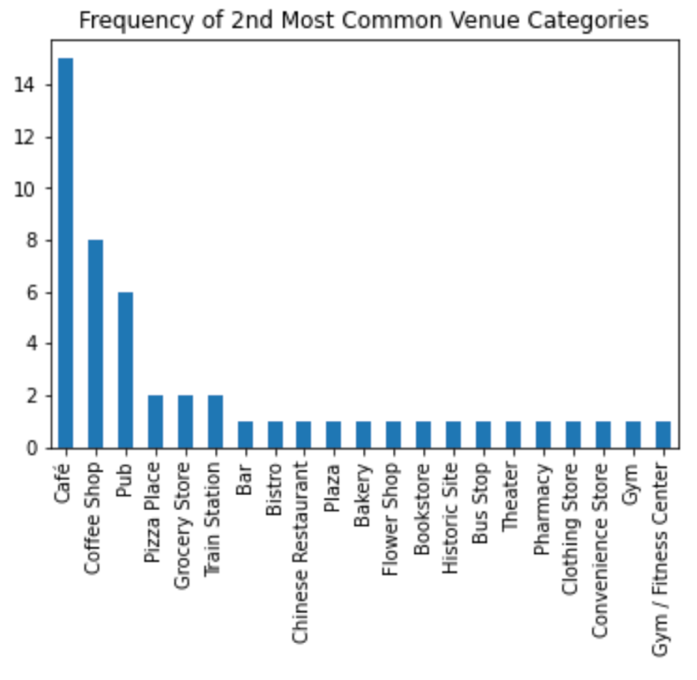 Frequency of 2nd Most Common Venue Categories
14
12
10
8
6
4
2
0
Café
Coffee Shop
Pub
Pizza Place
Grocery Store
Train Station
Bar
Bistro
Chinese Restaurant
Plaza
Bakery
Flower Shop
Bookstore
Historic Site
Bus Stop
Theater
Pharmacy
Clothing Store
Convenience Store
Gym
Gym / Fitness Center